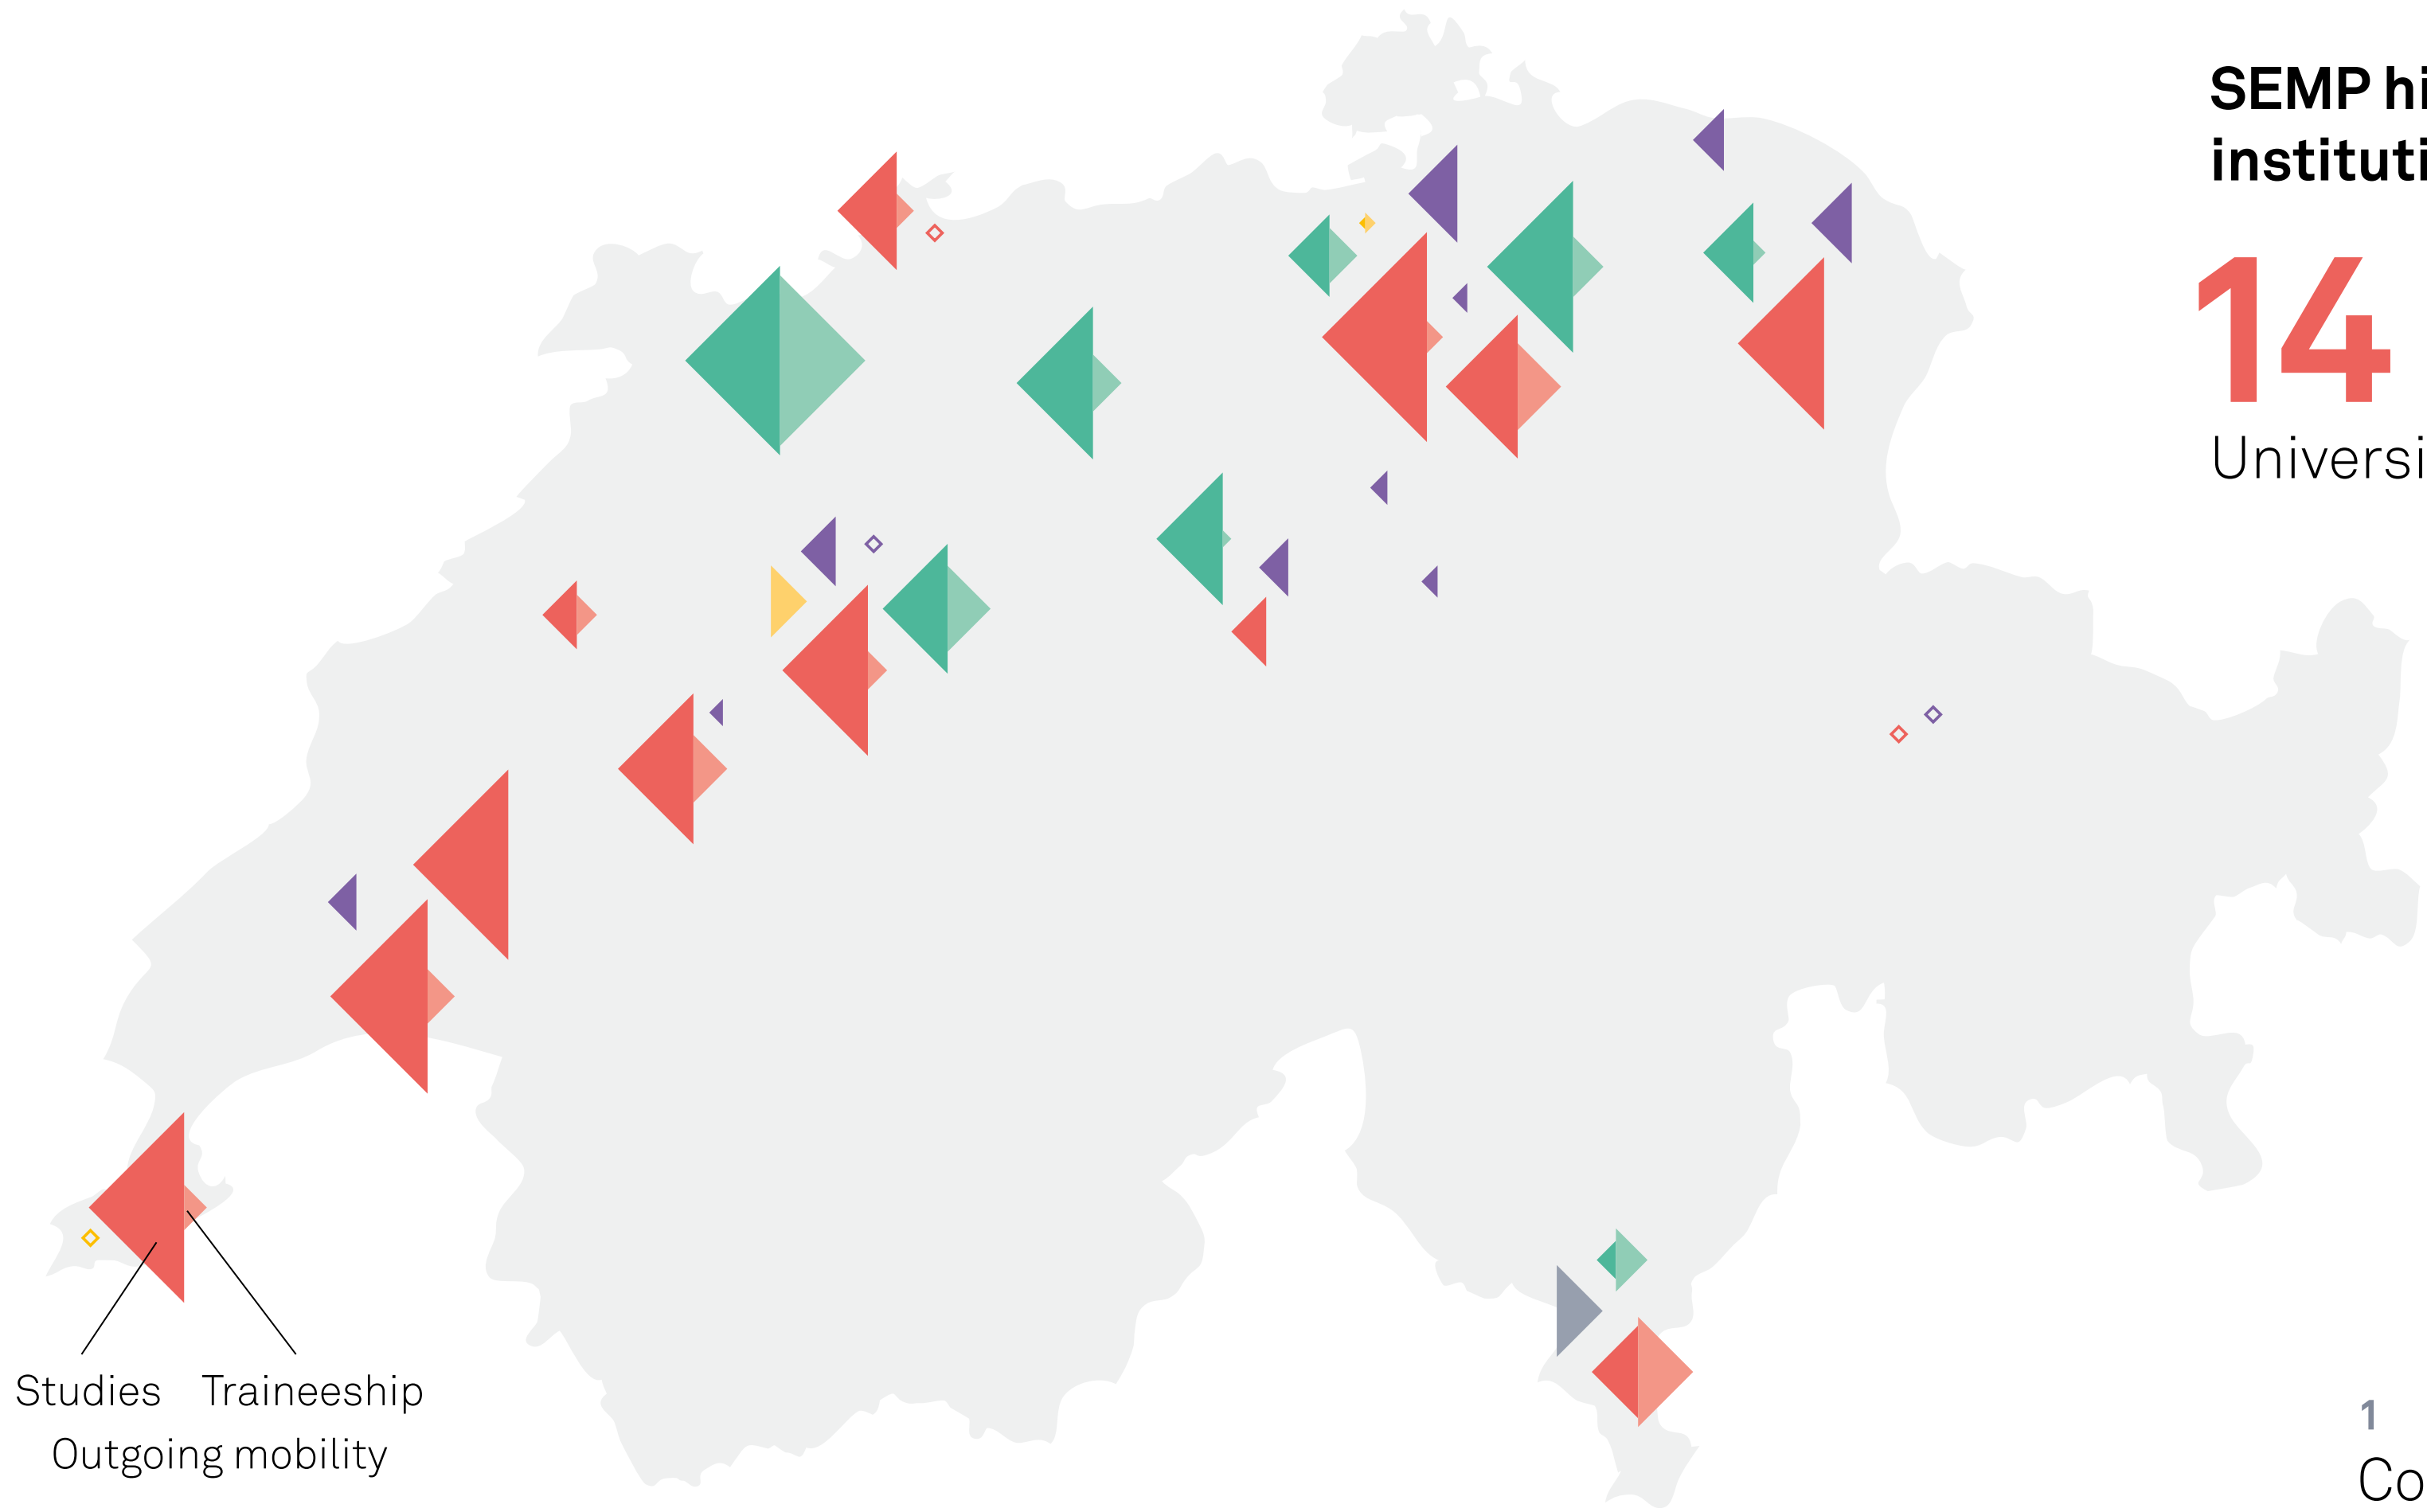 SEMP hi
instituti
14
Universi
Studies Traineeship
Outgoing mobility
1
Co